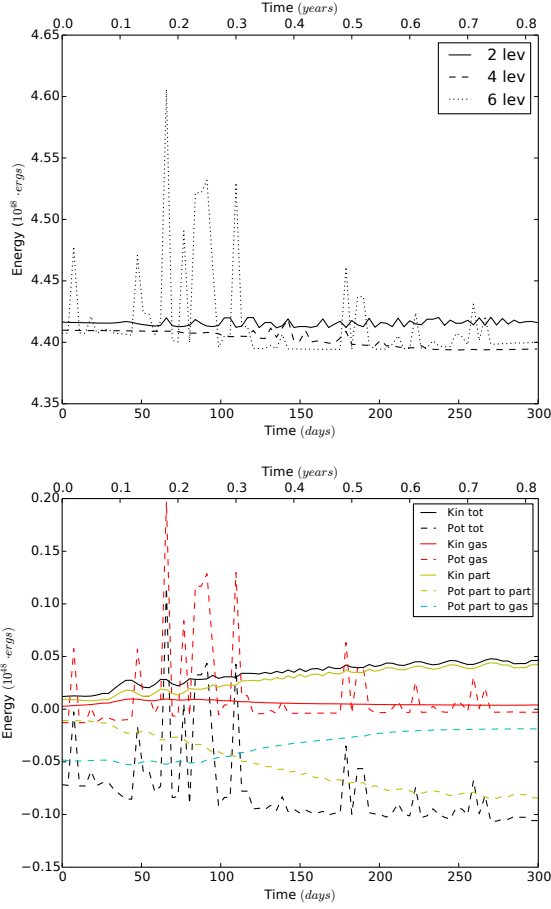 Time (years)
0.0 0.1 0.2 0.3 0.4 0.5 0.6 0.7 0.8
4.65
4.60
4.55
4.50
4.45
4.40
4.35
Energy (10^48 · ergs)
2 lev
4 lev
6 lev
0 50 100 150 200 250 300
Time (days)
Time (years)
0.0 0.1 0.2 0.3 0.4 0.5 0.6 0.7 0.8
0.20
0.15
0.10
0.05
0.00
−0.05
−0.10
−0.15
Energy (10^48 · ergs)
Kin tot
Pot tot
Kin gas
Pot gas
Kin part
Pot part to part
Pot part to gas
0 50 100 150 200 250 300
Time (days)